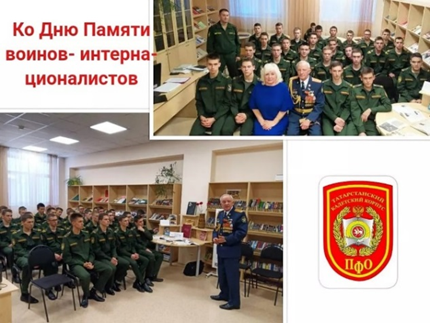 Ко Дню Памяти
воинов- интерна-
ционалистов
ТАТАРСТАНСКИЙ
КАДЕТСКИЙ КОРПУС
ПФО